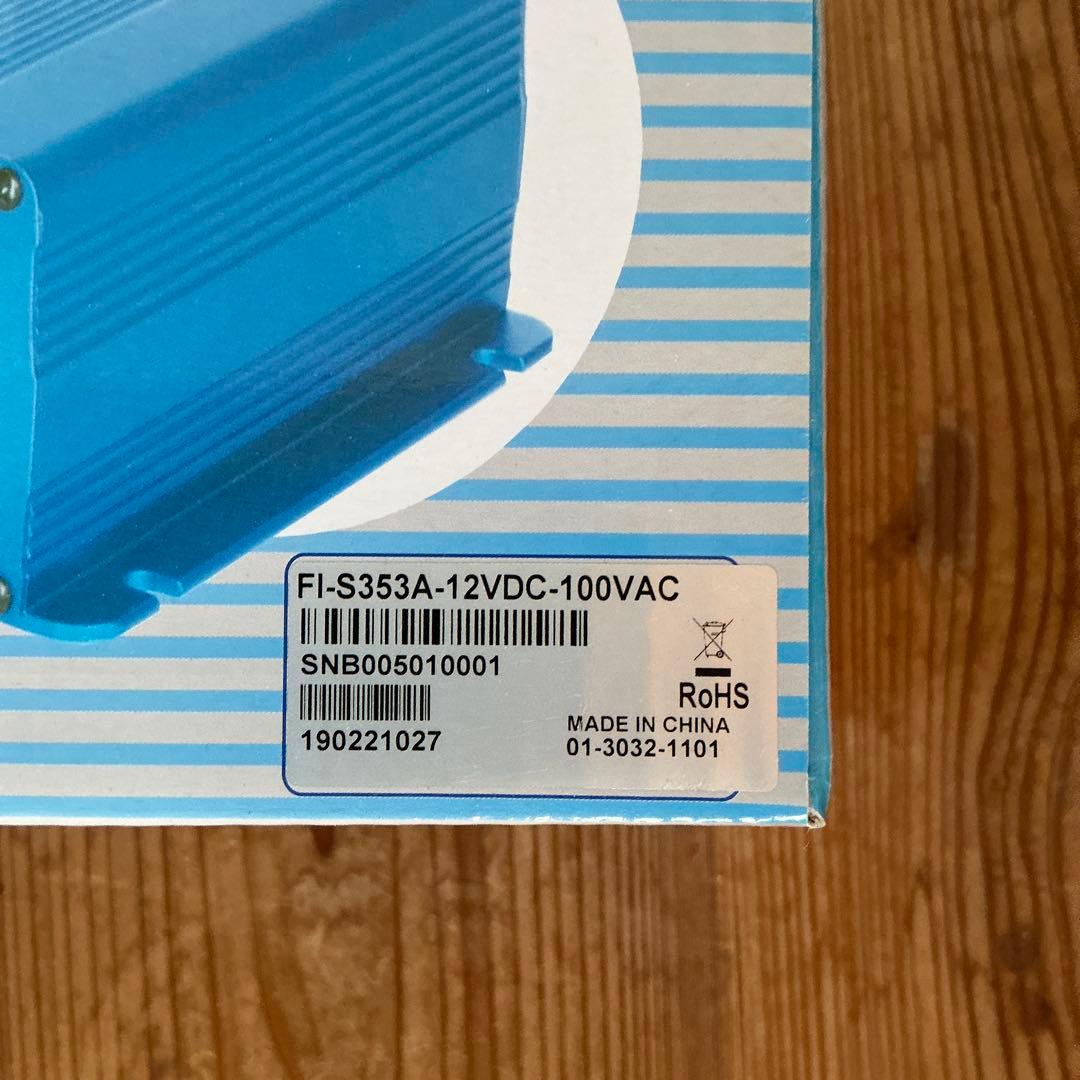 FI-S353A-12VDC-100VAC
SNB005010001
190221027
RoHS
MADE IN CHINA
01-3032-1101